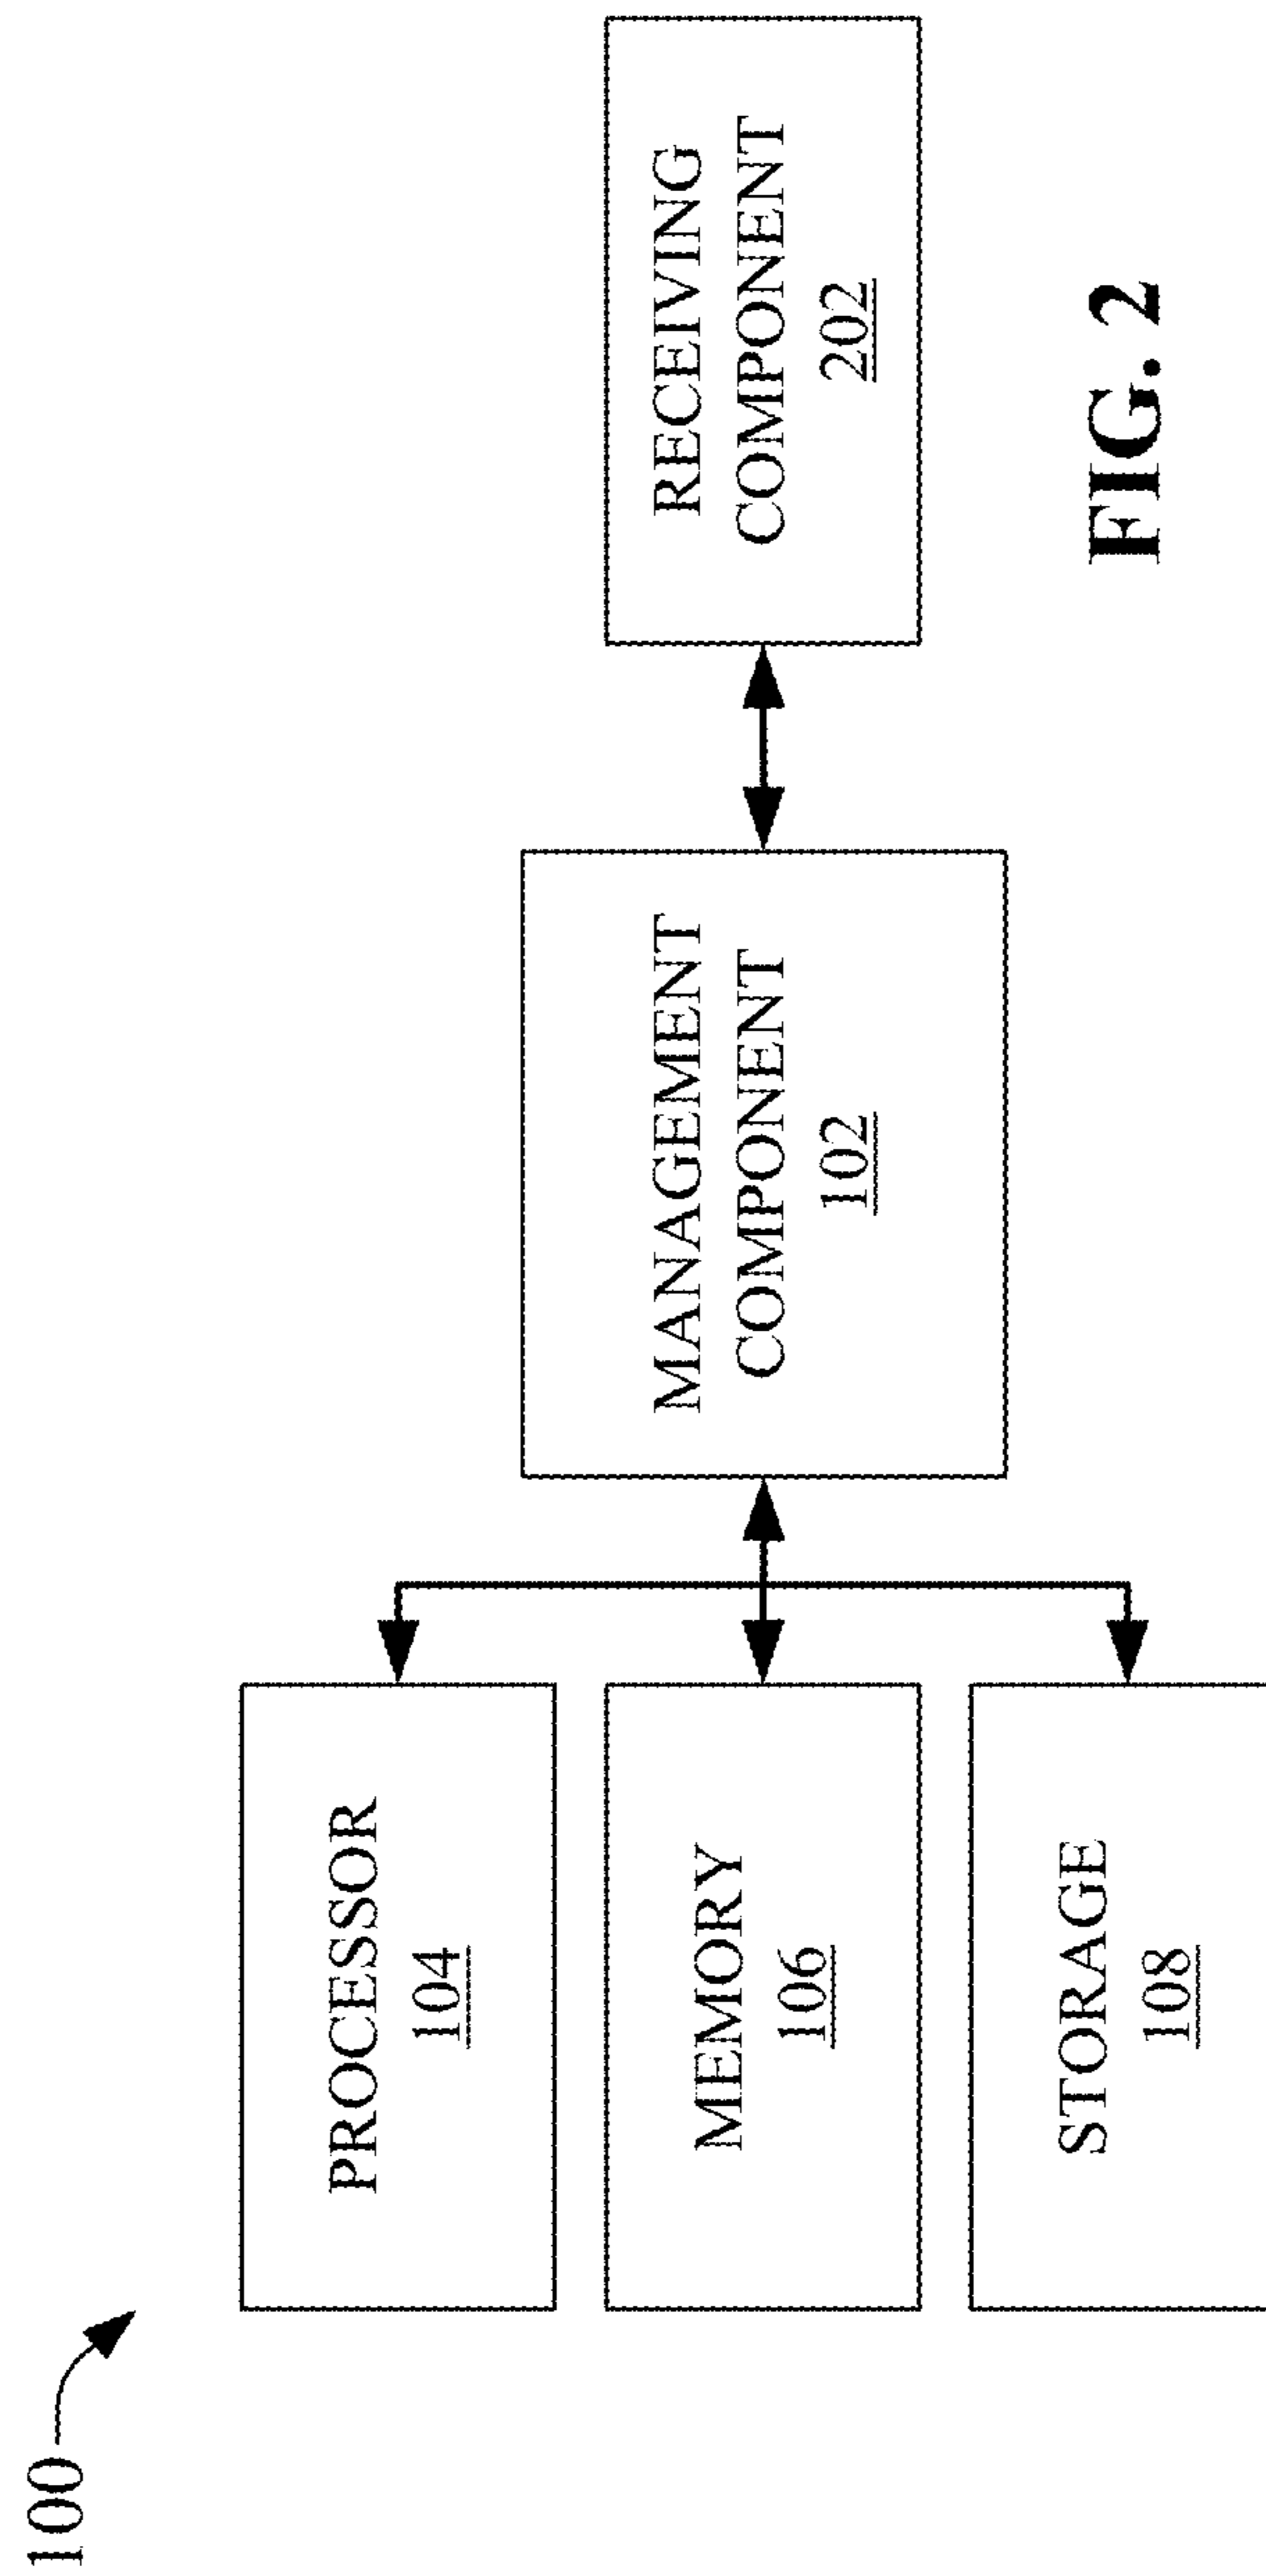 100
PROCESSOR
104
MEMORY
106
STORAGE
108
MANAGEMENT
COMPONENT
102
RECEIVING
COMPONENT
202
FIG. 2